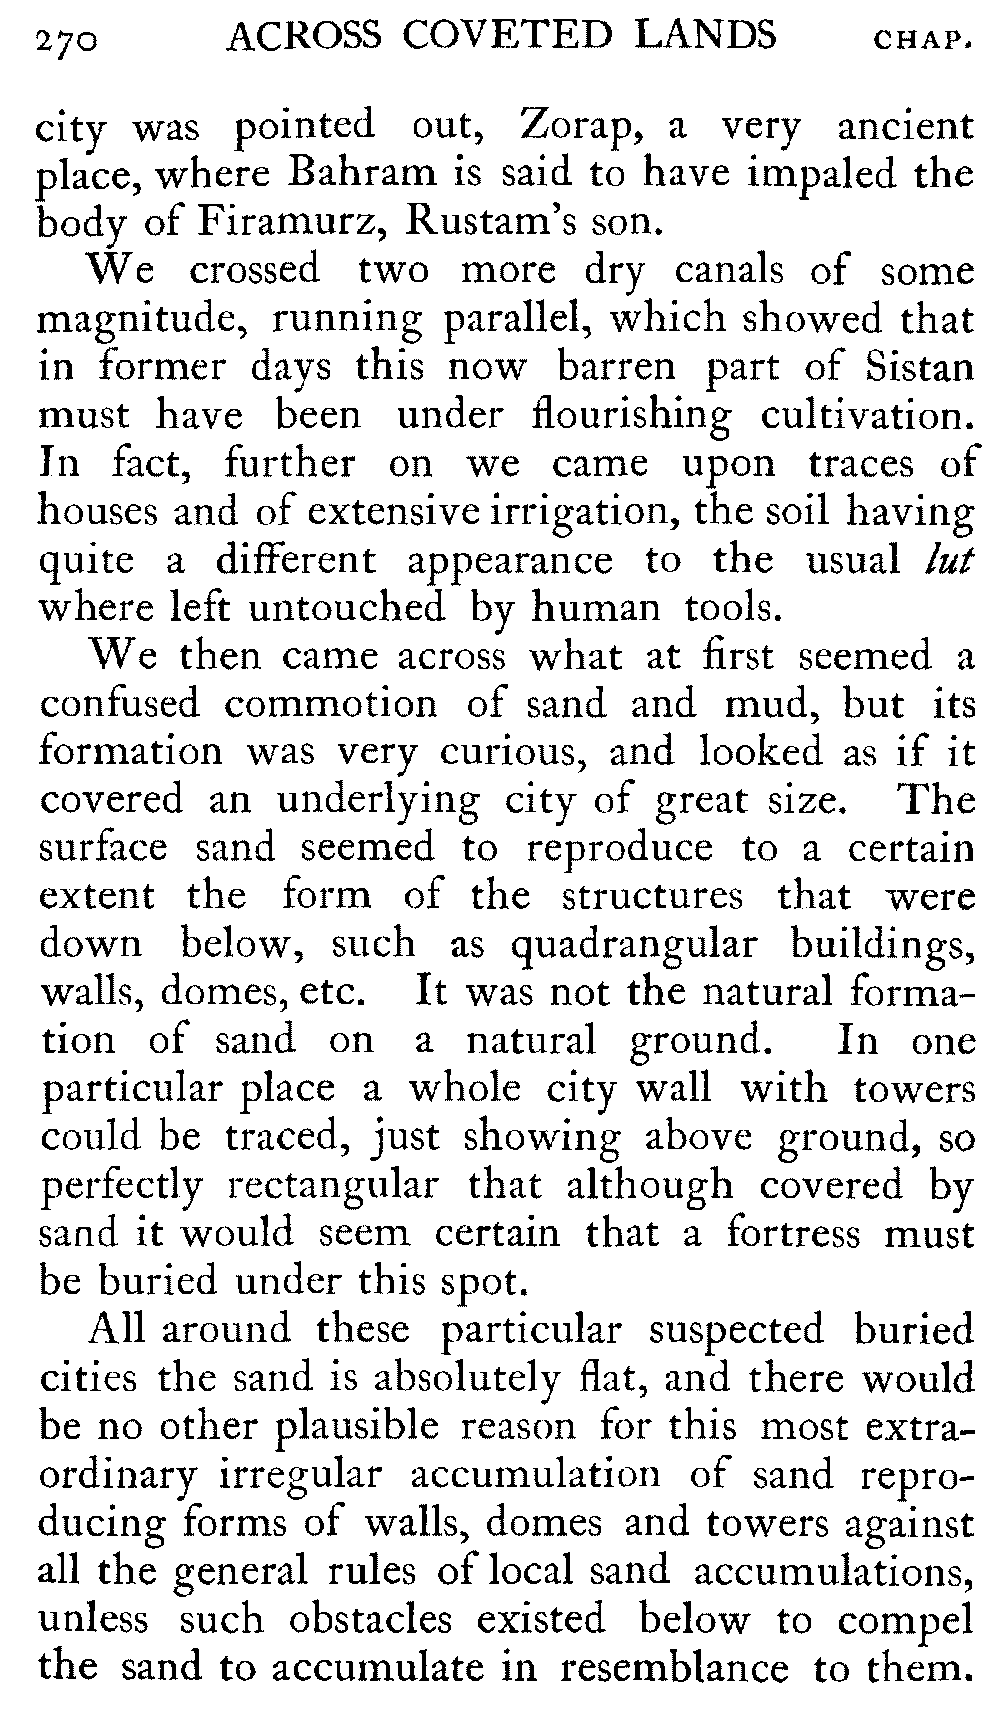 270 ACROSS COVETED LANDS CHAP.
city was pointed out, Zorap, a very ancient
place, where Bahram is said to have impaled the
body of Firamurz, Rustam's son.
We crossed two more dry canals of some
magnitude, running parallel, which showed that
in former days this now barren part of Sistan
must have been under flourishing cultivation.
In fact, further on we came upon traces of
houses and of extensive irrigation, the soil having
quite a different appearance to the usual lut
where left untouched by human tools.
We then came across what at first seemed a
confused commotion of sand and mud, but its
formation was very curious, and looked as if it
covered an underlying city of great size. The
surface sand seemed to reproduce to a certain
extent the form of the structures that were
down below, such as quadrangular buildings,
walls, domes, etc. It was not the natural forma-
tion of sand on a natural ground. In one
particular place a whole city wall with towers
could be traced, just showing above ground, so
perfectly rectangular that although covered by
sand it would seem certain that a fortress must
be buried under this spot.
All around these particular suspected buried
cities the sand is absolutely flat, and there would
be no other plausible reason for this most extra-
ordinary irregular accumulation of sand repro-
ducing forms of walls, domes and towers against
all the general rules of local sand accumulations,
unless such obstacles existed below to compel
the sand to accumulate in resemblance to them.